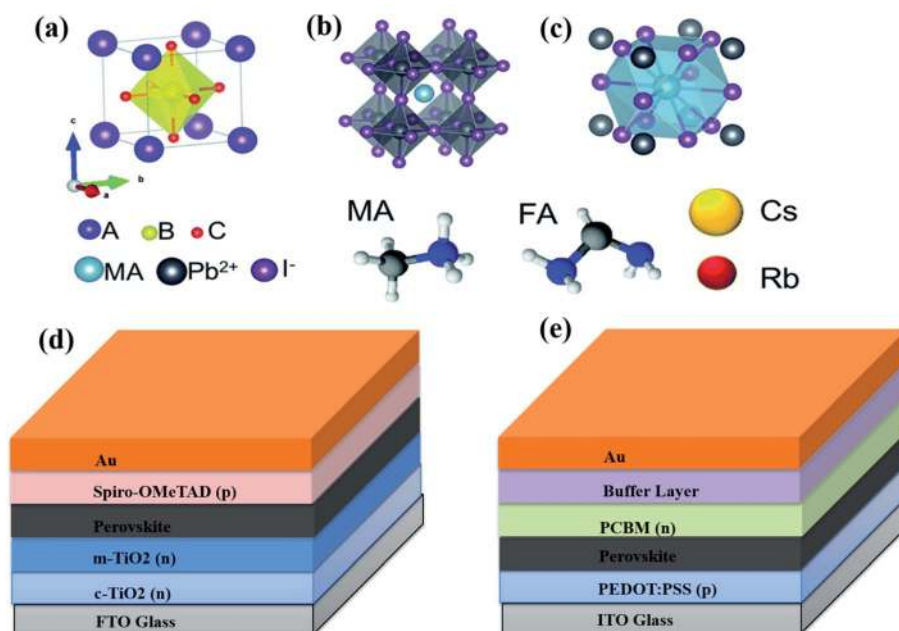 (a)
(b)
(c)
c
b
a
A B C
MA Pb²⁺ I⁻
MA
FA
Cs
Rb
(d)
Au
Spiro-OMeTAD (p)
Perovskite
m-TiO2 (n)
c-TiO2 (n)
FTO Glass
(e)
Au
Buffer Layer
PCBM (n)
Perovskite
PEDOT:PSS (p)
ITO Glass